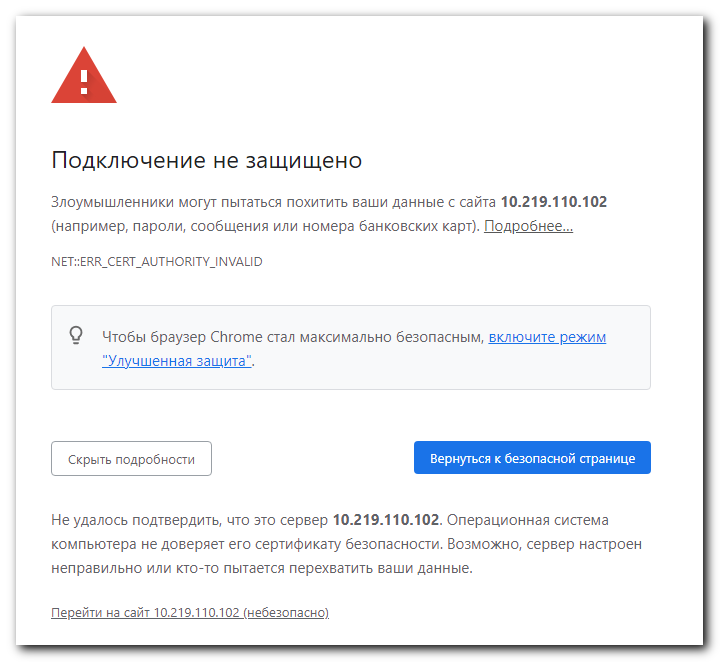 Подключение не защищено
Злоумышленники могут пытаться похитить ваши данные с сайта 10.219.110.102
(например, пароли, сообщения или номера банковских карт). Подробнее...
NET::ERR_CERT_AUTHORITY_INVALID
Чтобы браузер Chrome стал максимально безопасным, включите режим
"Улучшенная защита".
Скрыть подробности
Вернуться к безопасной странице
Не удалось подтвердить, что это сервер 10.219.110.102. Операционная система
компьютера не доверяет его сертификату безопасности. Возможно, сервер настроен
неправильно или кто-то пытается перехватить ваши данные.
Перейти на сайт 10.219.110.102 (небезопасно)